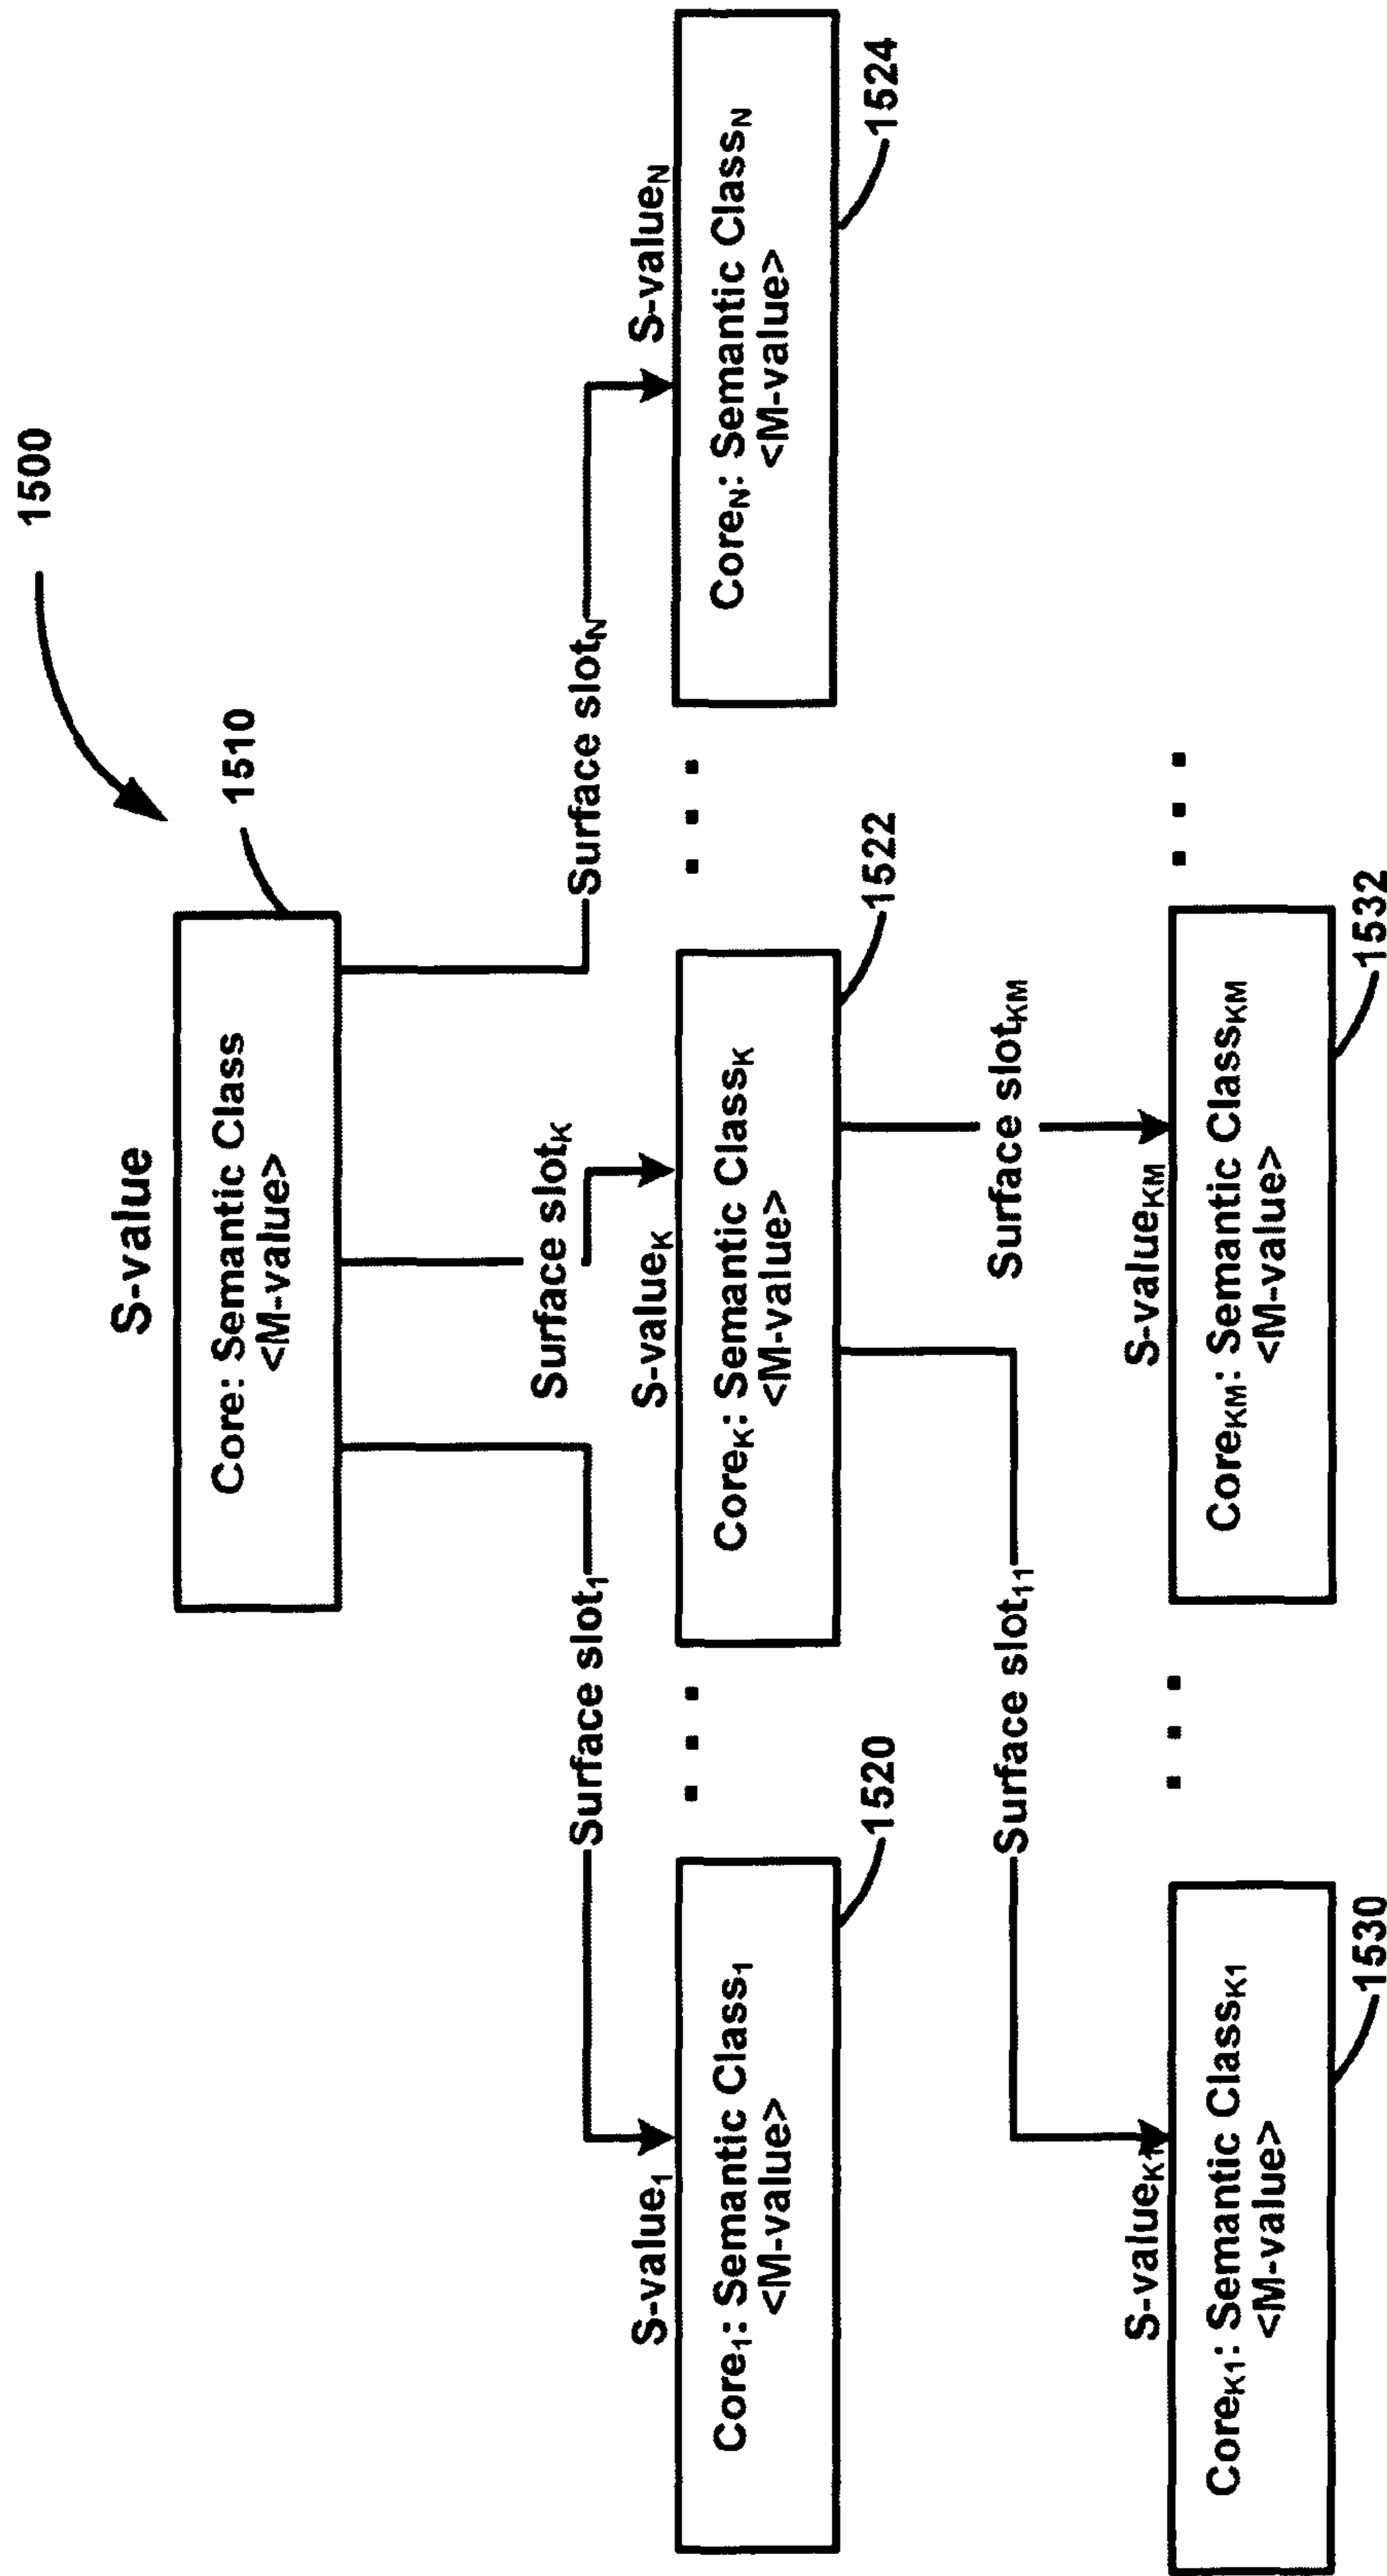 1500
S-value
1510
Core: Semantic Class
<M-value>
Surface slot₁
Surface slotK
Surface slotN
S-value₁
S-valueK
S-valueN
Core₁: Semantic Class₁
<M-value>
CoreK: Semantic ClassK
<M-value>
CoreN: Semantic ClassN
<M-value>
. . .
. . .
1520
1522
1524
Surface slot₁₁
Surface slotKM
S-valueK1
S-valueKM
CoreK1: Semantic ClassK1
<M-value>
CoreKM: Semantic ClassKM
<M-value>
. . .
. . .
1530
1532